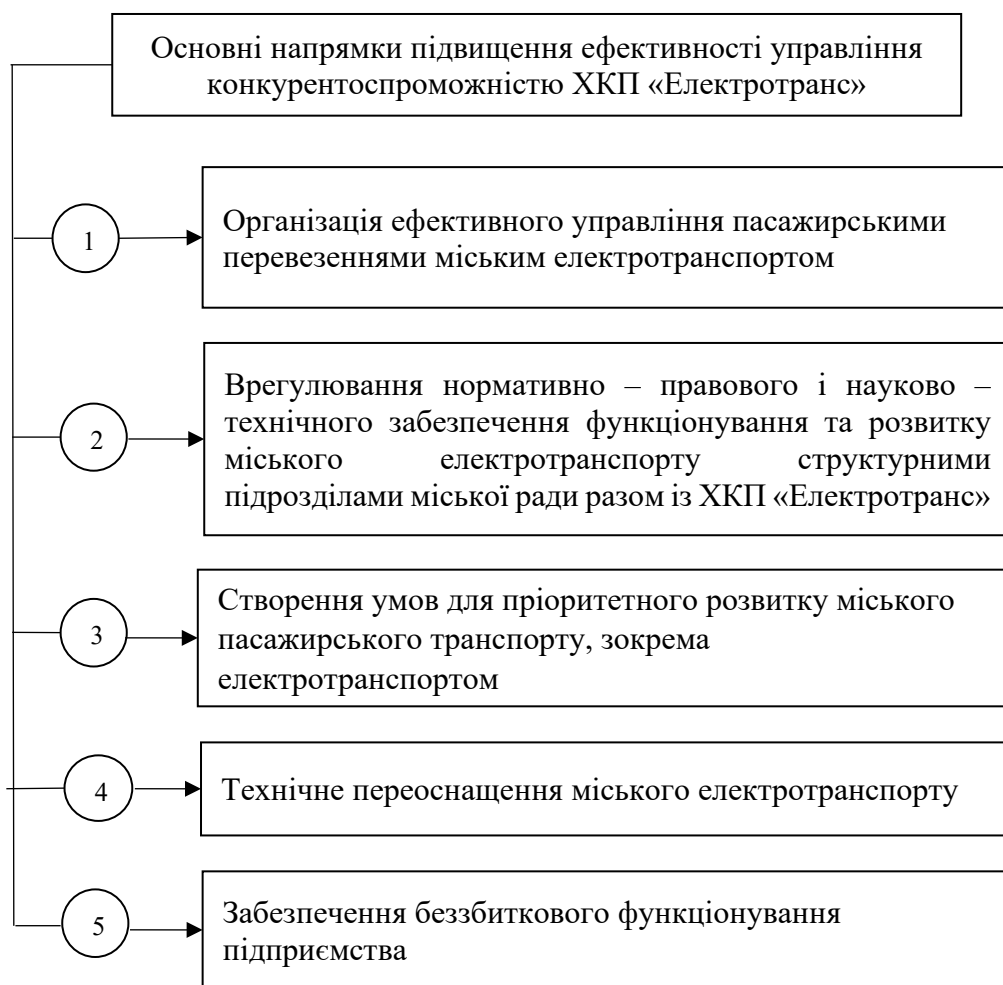 Основні напрямки підвищення ефективності управління
конкурентоспроможністю ХКП «Електротранс»
1
Організація ефективного управління пасажирськими
перевезеннями міським електротранспортом
2
Врегулювання нормативно – правового і науково –
технічного забезпечення функціонування та розвитку
міського електротранспорту структурними
підрозділами міської ради разом із ХКП «Електротранс»
3
Створення умов для пріоритетного розвитку міського
пасажирського транспорту, зокрема
електротранспортом
4
Технічне переоснащення міського електротранспорту
5
Забезпечення беззбиткового функціонування
підприємства